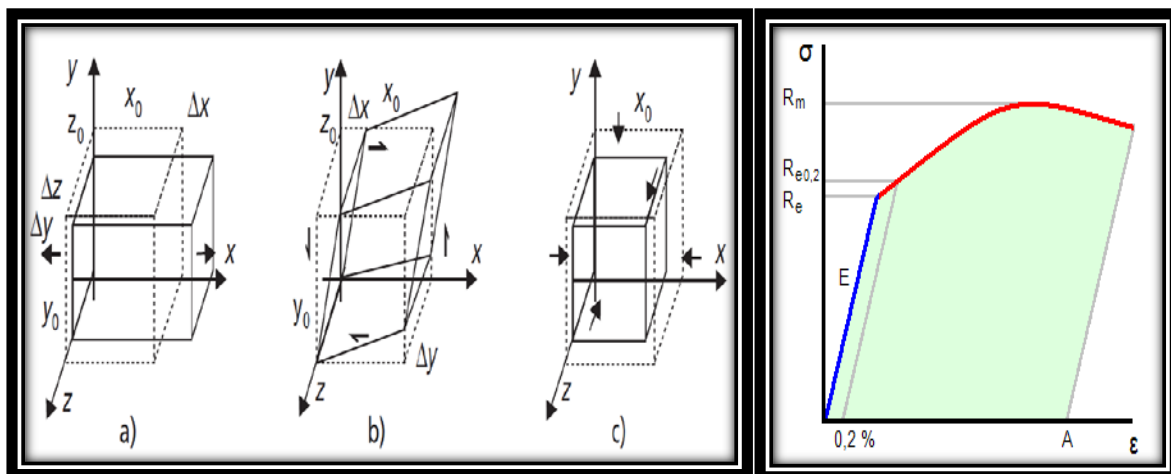 y
x₀
Δx
z₀
Δz
Δy
x
y₀
z
a)
y
x₀
Δx
z₀
x
y₀
Δy
z
b)
y
x₀
x
z
c)
σ
Rₘ
Rₑ₀,₂
Rₑ
E
0,2 %
A
ε